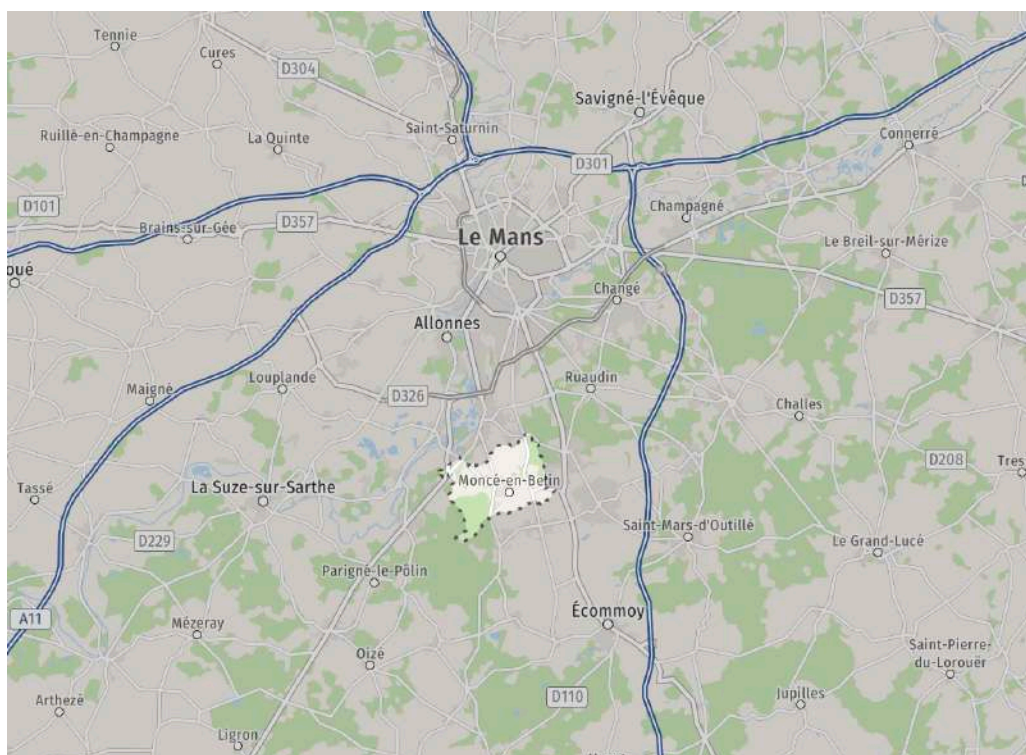 Tennie
Cures
D304
Savigné-l'Évêque
Ruillé-en-Champagne
La Quinte
Saint-Saturnin
Connerré
D301
D101
Champagné
Brains-sur-Gée
D357
Le Mans
Le Breil-sur-Mérize
oué
Changé
D357
Allonnes
Louplande
Ruaudin
Maigné
D326
Challes
D208
Tres
Tassé
La Suze-sur-Sarthe
Moncé-en-Belin
Saint-Mars-d'Outillé
D229
Le Grand-Lucé
Parigné-le-Pôlin
A11
Mézeray
Écommoy
Oizé
Saint-Pierre-
du-Lorouër
Arthezé
D110
Jupilles
Ligron